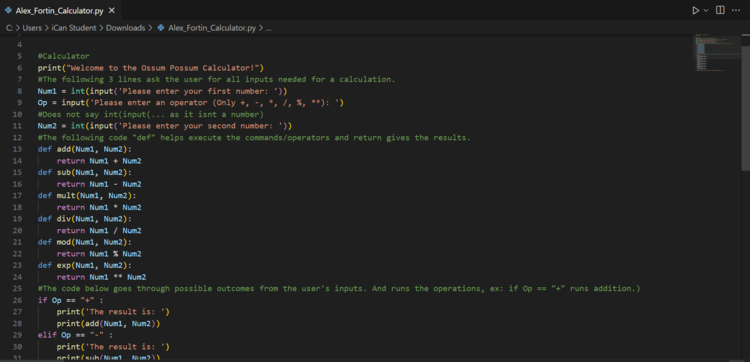 Alex_Fortin_Calculator.py ×
C: > Users > iCan Student > Downloads > Alex_Fortin_Calculator.py > ...
4
5 #Calculator
6 print("Welcome to the Ossum Possum Calculator!")
7 #The following 3 lines ask the user for all inputs needed for a calculation.
8 Num1 = int(input('Please enter your first number: '))
9 Op = input('Please enter an operator (Only +, -, *, /, %, **): ')
10 #Does not say int(input(... as it isnt a number)
11 Num2 = int(input('Please enter your second number: '))
12 #The following code "def" helps execute the commands/operators and return gives the results.
13 def add(Num1, Num2):
14     return Num1 + Num2
15 def sub(Num1, Num2):
16     return Num1 - Num2
17 def mult(Num1, Num2):
18     return Num1 * Num2
19 def div(Num1, Num2):
20     return Num1 / Num2
21 def mod(Num1, Num2):
22     return Num1 % Num2
23 def exp(Num1, Num2):
24     return Num1 ** Num2
25 #The code below goes through possible outcomes from the user's inputs. And runs the operations, ex: if Op == "+" runs addition.)
26 if Op == "+" :
27     print('The result is: ')
28     print(add(Num1, Num2))
29 elif Op == "-" :
30     print('The result is: ')
31     print(sub(Num1, Num2))